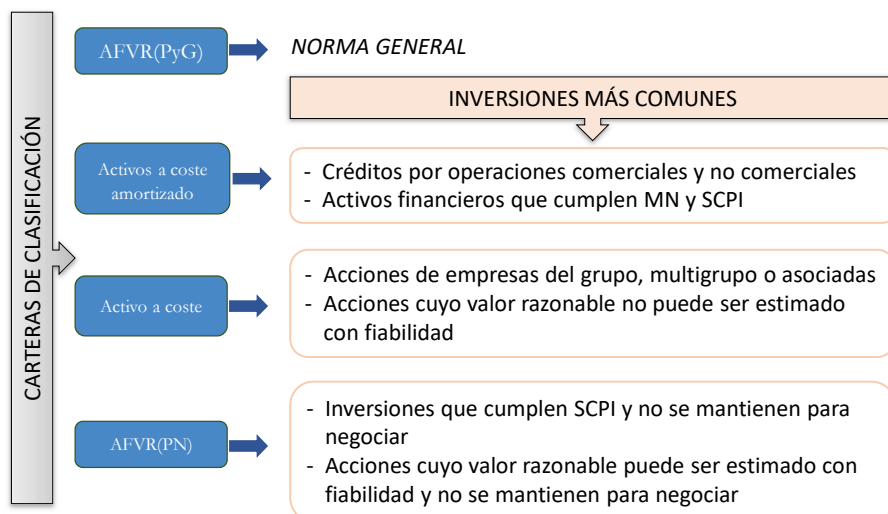 CARTERAS DE CLASIFICACIÓN
AFVR(PyG)
NORMA GENERAL
INVERSIONES MÁS COMUNES
Activos a coste
amortizado
- Créditos por operaciones comerciales y no comerciales
- Activos financieros que cumplen MN y SCPI
Activo a coste
- Acciones de empresas del grupo, multigrupo o asociadas
- Acciones cuyo valor razonable no puede ser estimado
con fiabilidad
AFVR(PN)
- Inversiones que cumplen SCPI y no se mantienen para
negociar
- Acciones cuyo valor razonable puede ser estimado con
fiabilidad y no se mantienen para negociar